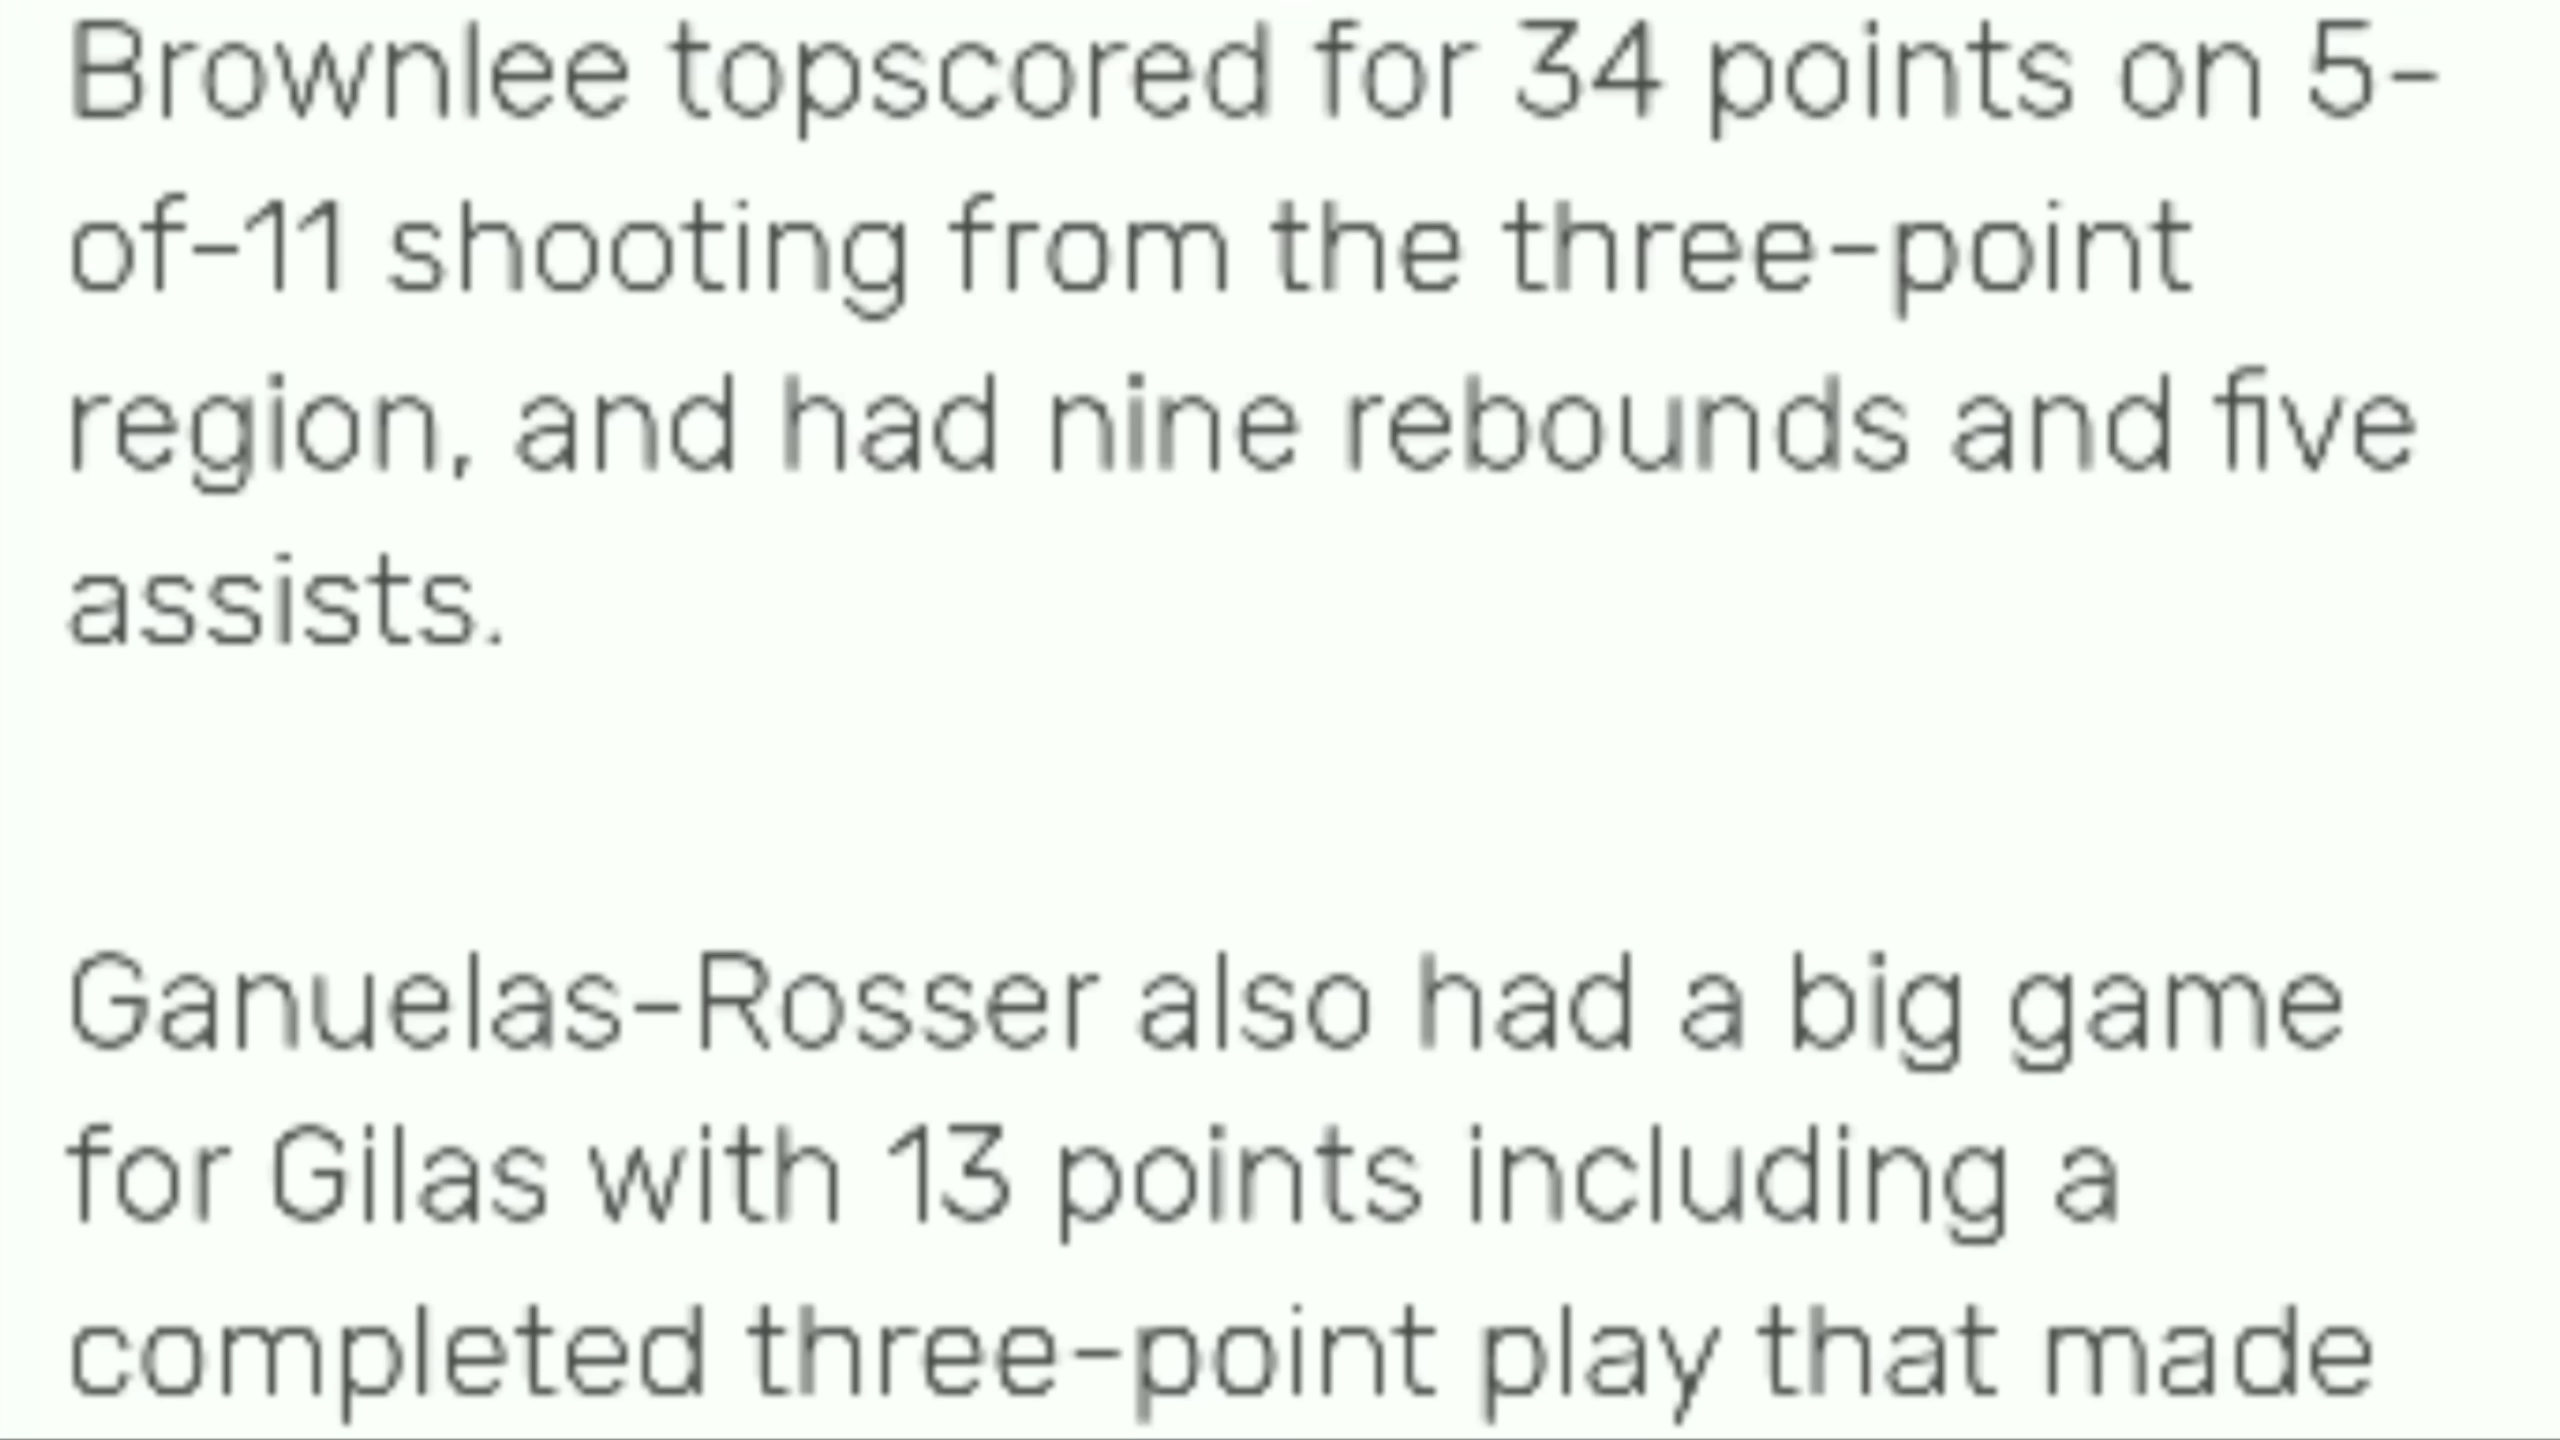 Brownlee topscored for 34 points on 5-
of-11 shooting from the three-point
region, and had nine rebounds and five
assists.
Ganuelas-Rosser also had a big game
for Gilas with 13 points including a
completed three-point play that made